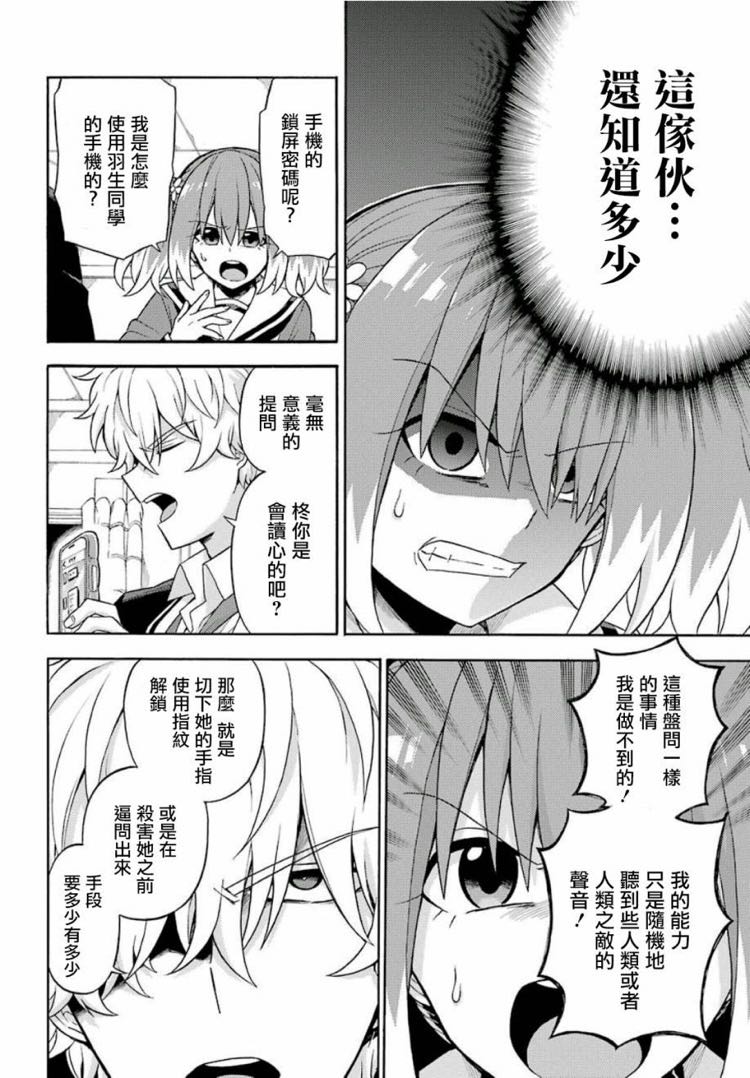 這傢伙…
還知道多少
手機的
鎖屏密碼呢？
我是怎麼
使用羽生同學
的手機的？
毫無
意義的
提問
柊你是
會讀心的吧？
這種盤問一樣
的事情
我是做不到的！
我的能力
只是隨機地
聽到些人類或者
人類之敵的
聲音！
那麼 就是
切下她的手指
使用指紋
解鎖
或是在
殺害她之前
逼問出來
手段
要多少有多少